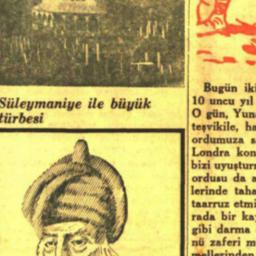 Süleymaniye ile büyük
türbesi
Bugün iki
10 uncu yıl
O gün, Yuna
teşvikile, ha
ordumuza s
Londra kon
bizi uyuştur
ordusu da a
lerinde taha
taarruz etmi
rada bir ka
gibi darma
nü zaferi m
mellerinden